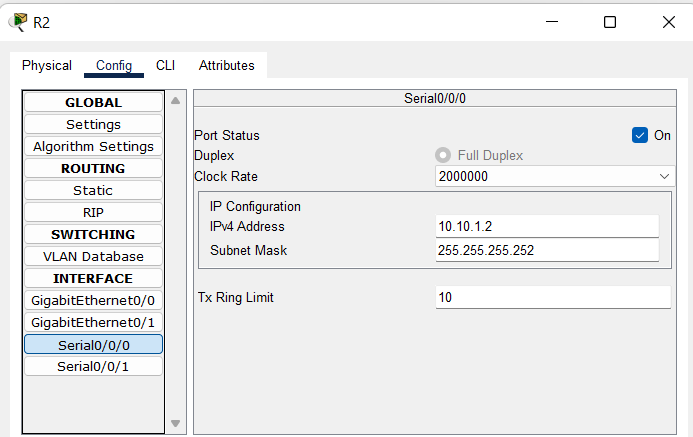 R2
Physical Config CLI Attributes
GLOBAL
Settings
Algorithm Settings
ROUTING
Static
RIP
SWITCHING
VLAN Database
INTERFACE
GigabitEthernet0/0
GigabitEthernet0/1
Serial0/0/0
Serial0/0/1
Serial0/0/0
Port Status On
Duplex Full Duplex
Clock Rate 2000000
IP Configuration
IPv4 Address 10.10.1.2
Subnet Mask 255.255.255.252
Tx Ring Limit 10